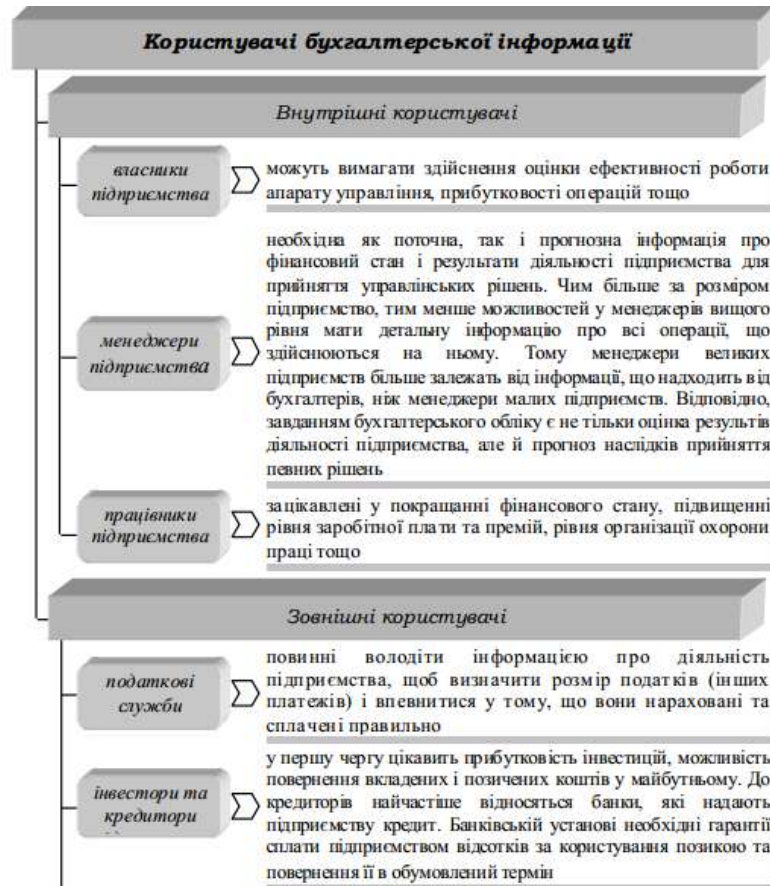 Користувачі бухгалтерської інформації
Внутрішні користувачі
власники
підприємства
можуть вимагати здійснення оцінки ефективності роботи
апарату управління, прибутковості операцій тощо
менеджери
підприємства
необхідна як поточна, так і прогнозна інформація про
фінансовий стан і результати діяльності підприємства для
прийняття управлінських рішень. Чим більше за розміром
підприємство, тим менше можливостей у менеджерів вищого
рівня мати детальну інформацію про всі операції, що
здійснюються на ньому. Тому менеджери великих
підприємств більше залежать від інформації, що надходить від
бухгалтерів, ніж менеджери малих підприємств. Відповідно,
завданням бухгалтерського обліку є не тільки оцінка результів
діяльності підприємства, але й прогноз наслідків прийняття
певних рішень
працівники
підприємства
зацікавлені у покращанні фінансового стану, підвищенні
рівня заробітної плати та премій, рівня організації охорони
праці тощо
Зовнішні користувачі
податкові
служби
повинні володіти інформацією про діяльність
підприємства, щоб визначити розмір податків (інших
платежів) і впевнитися у тому, що вони нараховані та
сплачені правильно
інвестори та
кредитори
у першу чергу цікавить прибутковість інвестицій, можливість
повернення вкладених і позичених коштів у майбутньому. До
кредиторів найчастіше відносяться банки, які надають
підприємству кредит. Банківській установі необхідні гарантії
сплати підприємством відсотків за користування позикою та
повернення її в обумовлений термін